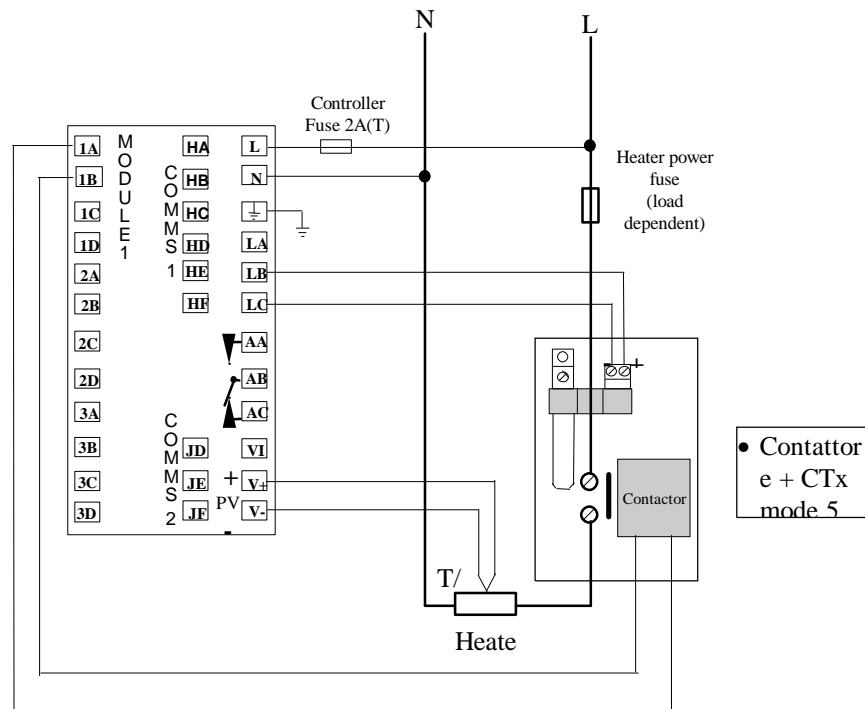 N
L
Controller
Fuse 2A(T)
Heater power
fuse
(load
dependent)
1A
1B
1C
1D
2A
2B
2C
2D
3A
3B
3C
3D
MODULE1
HA
HB
HC
HD
HE
HF
COMMS 1
JD
JE
JF
COMMS 2
L
N
LA
LB
LC
AA
AB
AC
VI
V+
V-
+
PV
-
- +
Contactor
• Contattor
e + CTx
mode 5
T/
Heate